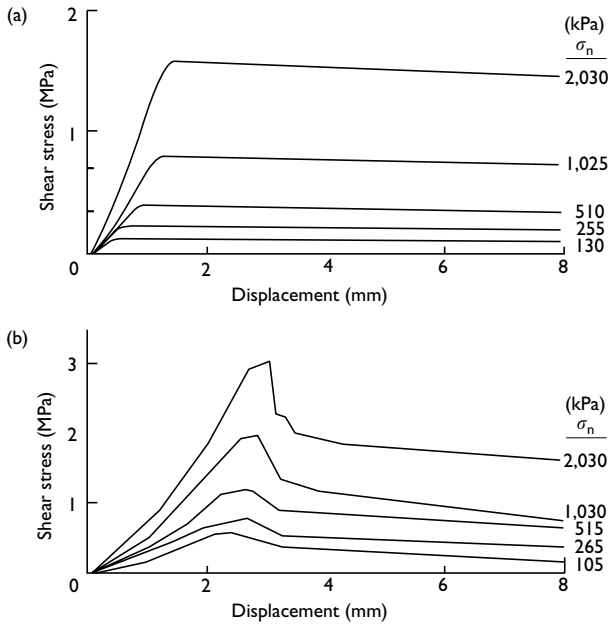 (a)
Shear stress (MPa)
2
1
0
2
4
6
8
Displacement (mm)
(kPa)
σn
2,030
1,025
510
255
130
(b)
Shear stress (MPa)
3
2
1
0
2
4
6
8
Displacement (mm)
(kPa)
σn
2,030
1,030
515
265
105